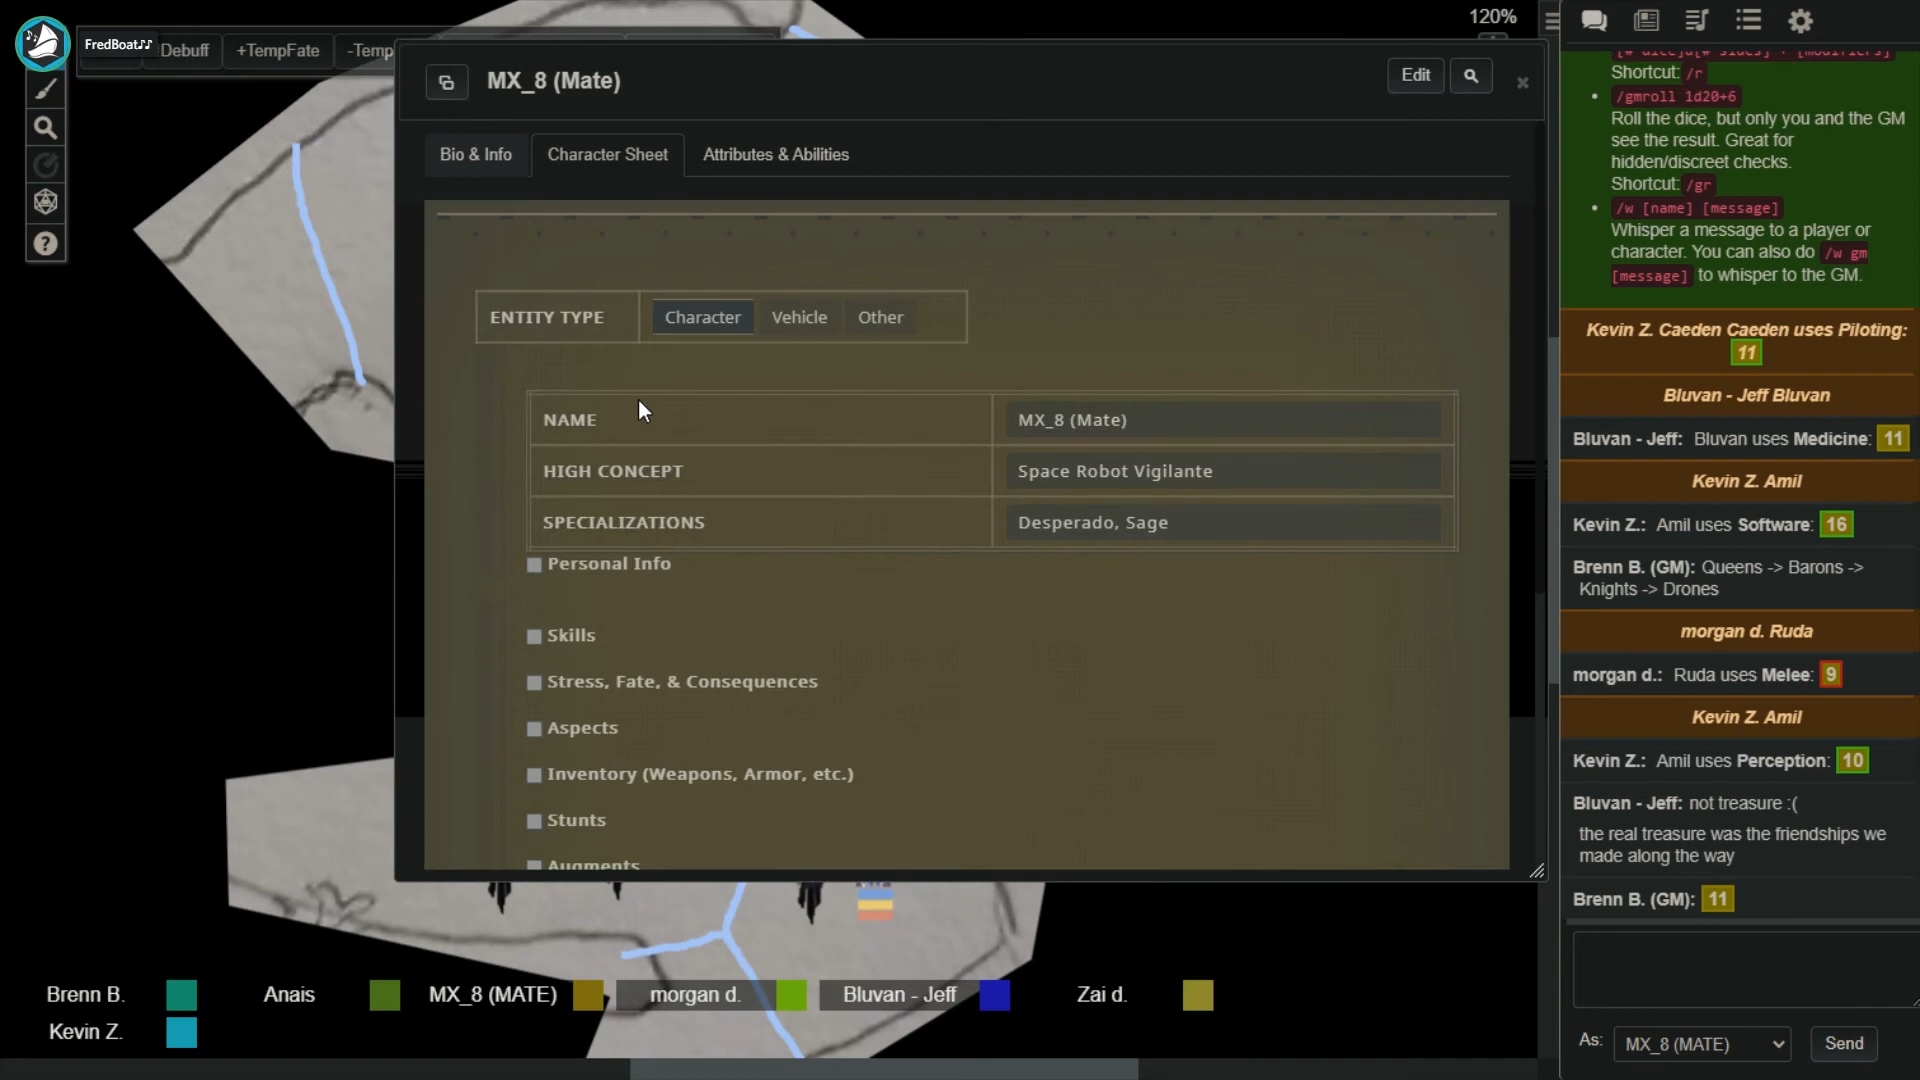 120%
FredBoat♪♪
Debuff
+TempFate
-Temp
MX_8 (Mate)
Edit
Bio & Info
Character Sheet
Attributes & Abilities
ENTITY TYPE
Character
Vehicle
Other
NAME
MX_8 (Mate)
HIGH CONCEPT
Space Robot Vigilante
SPECIALIZATIONS
Desperado, Sage
Personal Info
Skills
Stress, Fate, & Consequences
Aspects
Inventory (Weapons, Armor, etc.)
Stunts
Augments
Brenn B.
Anais
MX_8 (MATE)
morgan d.
Bluvan - Jeff
Zai d.
Kevin Z.
[# dice]d[# sides] + [modifiers]
Shortcut: /r
/gmroll 1d20+6
Roll the dice, but only you and the GM
see the result. Great for
hidden/discreet checks.
Shortcut: /gr
/w [name] [message]
Whisper a message to a player or
character. You can also do /w gm
[message] to whisper to the GM.
Kevin Z. Caeden Caeden uses Piloting:
11
Bluvan - Jeff Bluvan
Bluvan - Jeff: Bluvan uses Medicine: 11
Kevin Z. Amil
Kevin Z.: Amil uses Software: 16
Brenn B. (GM): Queens -> Barons ->
Knights -> Drones
morgan d. Ruda
morgan d.: Ruda uses Melee: 9
Kevin Z. Amil
Kevin Z.: Amil uses Perception: 10
Bluvan - Jeff: not treasure :(
the real treasure was the friendships we
made along the way
Brenn B. (GM): 11
As:
MX_8 (MATE)
Send